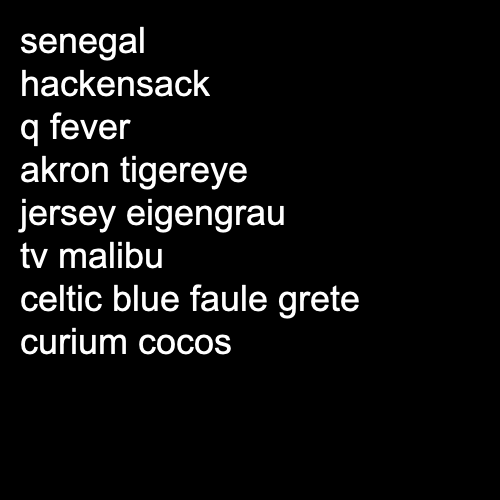 senegal
hackensack
q fever
akron tigereye
jersey eigengrau
tv malibu
celtic blue faule grete
curium cocos